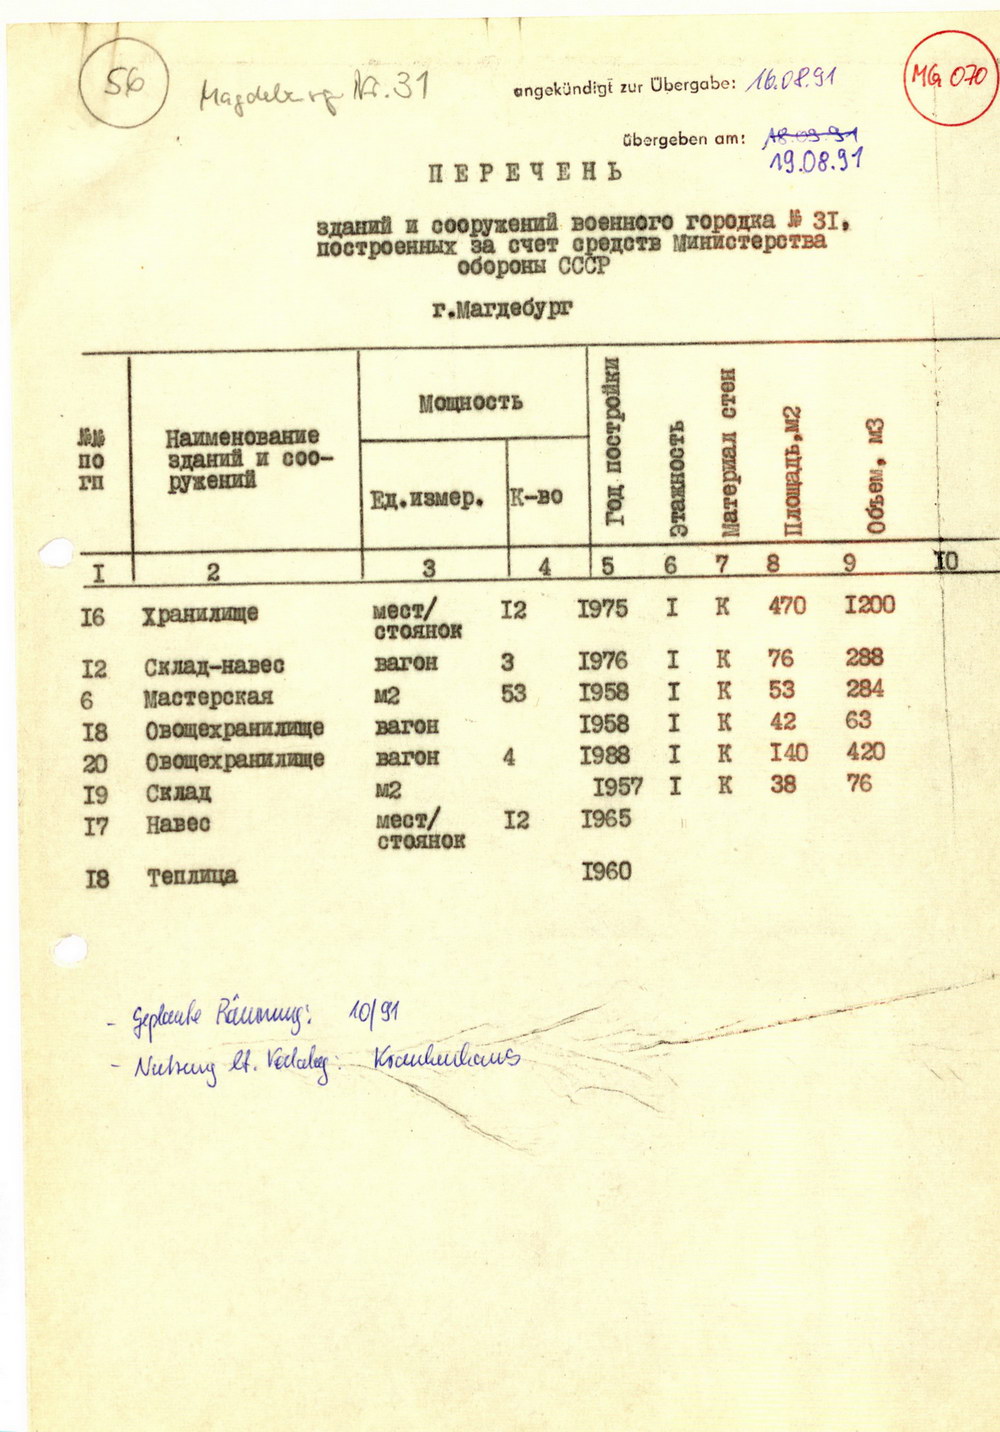 56
Magdeburg Nr. 31
angekündigt zur Übergabe: 16.08.91
MG 070
übergeben am: 18.09.91
19.08.91
ПЕРЕЧЕНЬ
зданий и сооружений военного городка № 3I,
построенных за счет средств Министерства
обороны СССР
г.Магдебург
№№ по гп
Наименование зданий и соо-ружений
Мощность
Ед.измер.
К-во
Год постройки
Этажность
Материал стен
Площадь,м2
Объем, м3
I 2 3 4 5 6 7 8 9 I0
I6 Хранилище мест/ I2 I975 I К 470 I200
стоянок
I2 Склад-навес вагон 3 I976 I К 76 288
6 Мастерская м2 53 I958 I К 53 284
I8 Овощехранилище вагон I958 I К 42 63
20 Овощехранилище вагон 4 I988 I К I40 420
I9 Склад м2 I957 I К 38 76
I7 Навес мест/ I2 I965
стоянок
I8 Теплица I960
- Geplante Räumung: 10/91
- Nutzung lt. : Krankenhaus